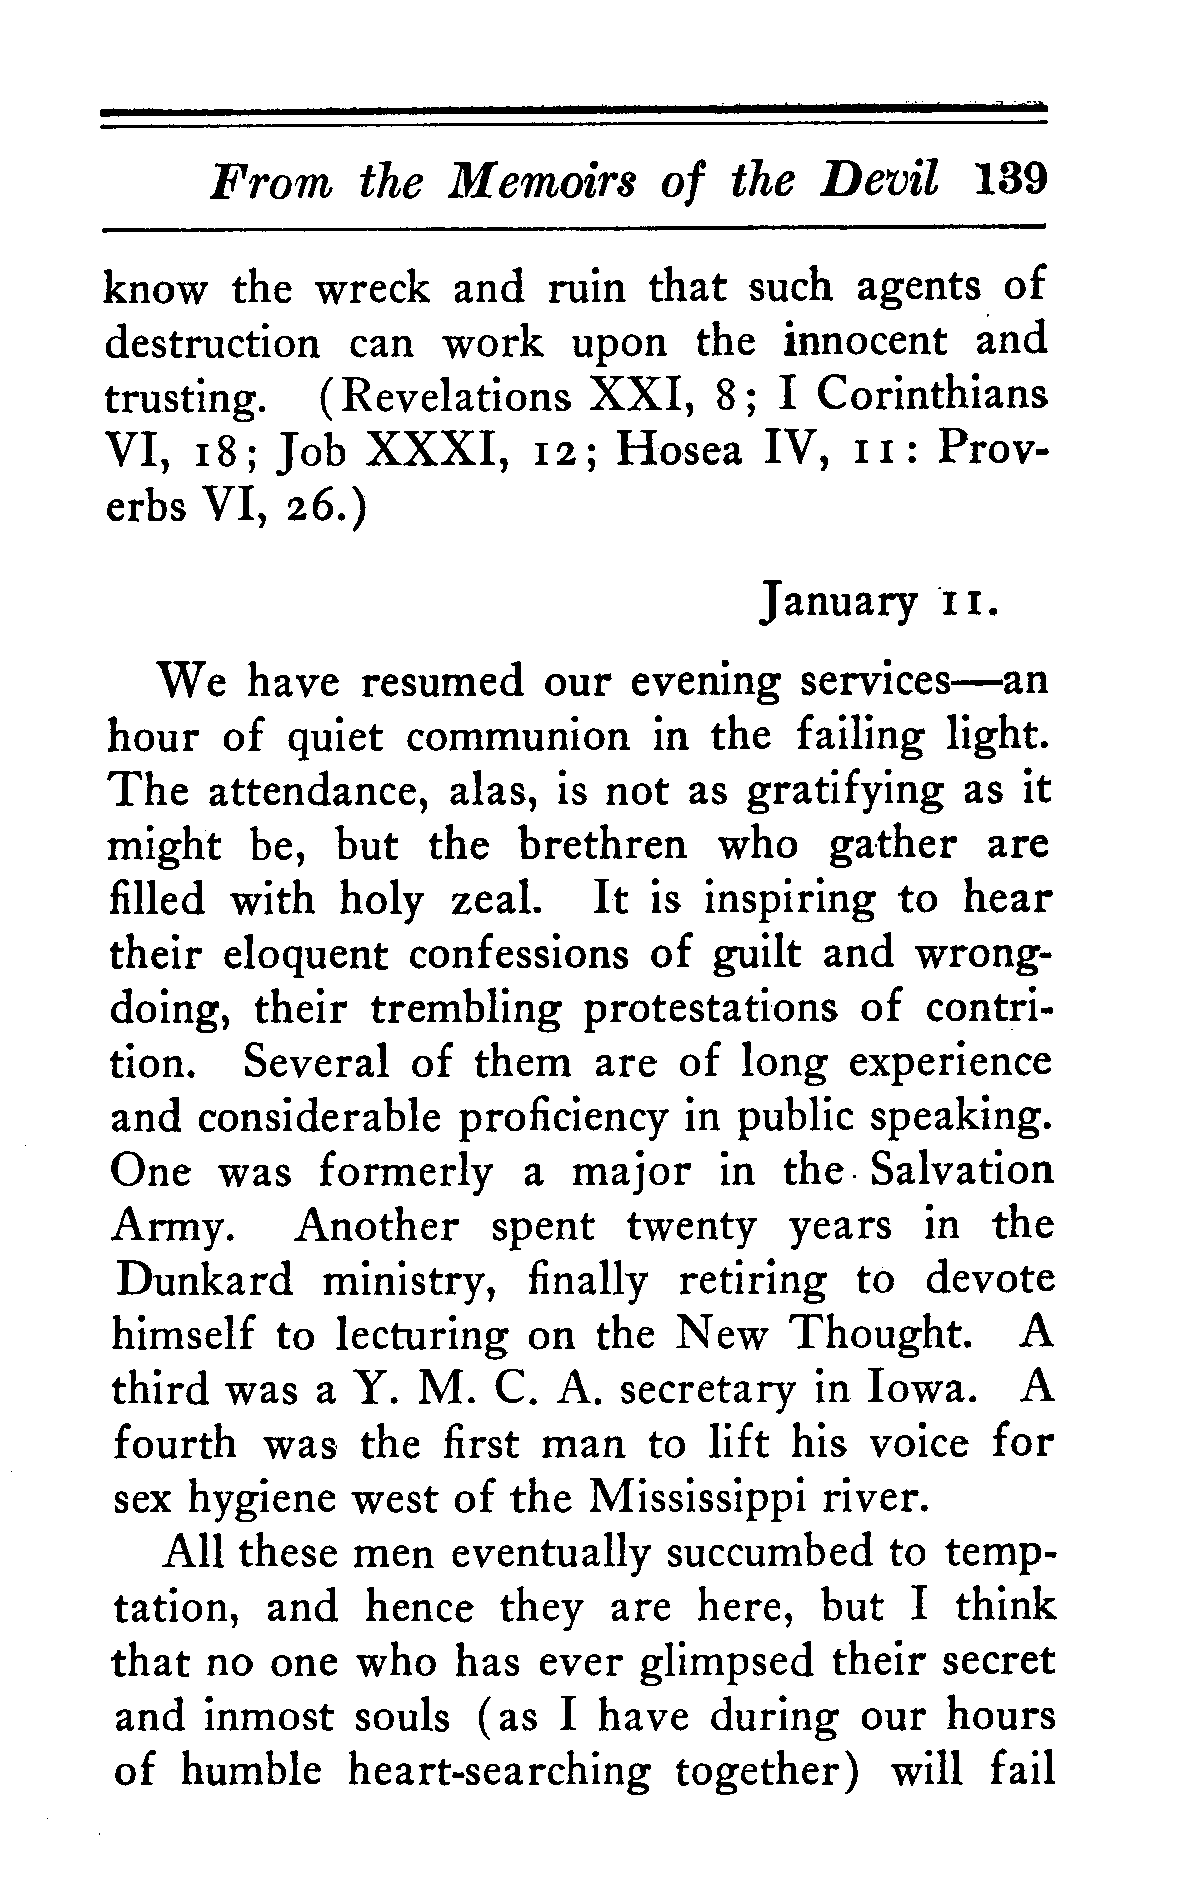 From the Memoirs of the Devil 139
know the wreck and ruin that such agents of
destruction can work upon the innocent and
trusting. (Revelations XXI, 8; I Corinthians
VI, 18; Job XXXI, 12; Hosea IV, 11: Prov-
erbs VI, 26.)
January 11.
We have resumed our evening services—an
hour of quiet communion in the failing light.
The attendance, alas, is not as gratifying as it
might be, but the brethren who gather are
filled with holy zeal. It is inspiring to hear
their eloquent confessions of guilt and wrong-
doing, their trembling protestations of contri-
tion. Several of them are of long experience
and considerable proficiency in public speaking.
One was formerly a major in the Salvation
Army. Another spent twenty years in the
Dunkard ministry, finally retiring to devote
himself to lecturing on the New Thought. A
third was a Y. M. C. A. secretary in Iowa. A
fourth was the first man to lift his voice for
sex hygiene west of the Mississippi river.
All these men eventually succumbed to temp-
tation, and hence they are here, but I think
that no one who has ever glimpsed their secret
and inmost souls (as I have during our hours
of humble heart-searching together) will fail